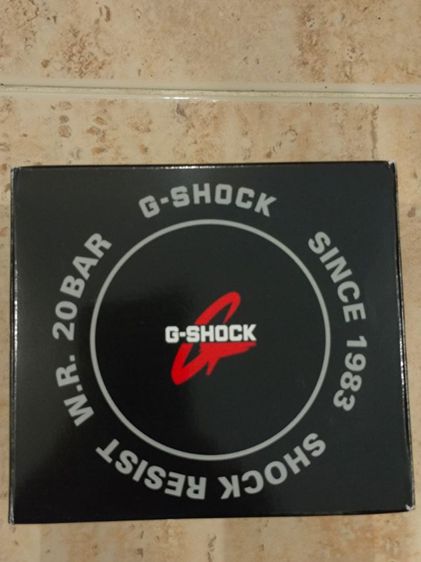 G-SHOCK
SINCE 1983
SHOCK RESIST
W.R. 20BAR
G-SHOCK